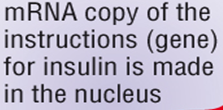 mRNA copy of the
instructions (gene)
for insulin is made
in the nucleus